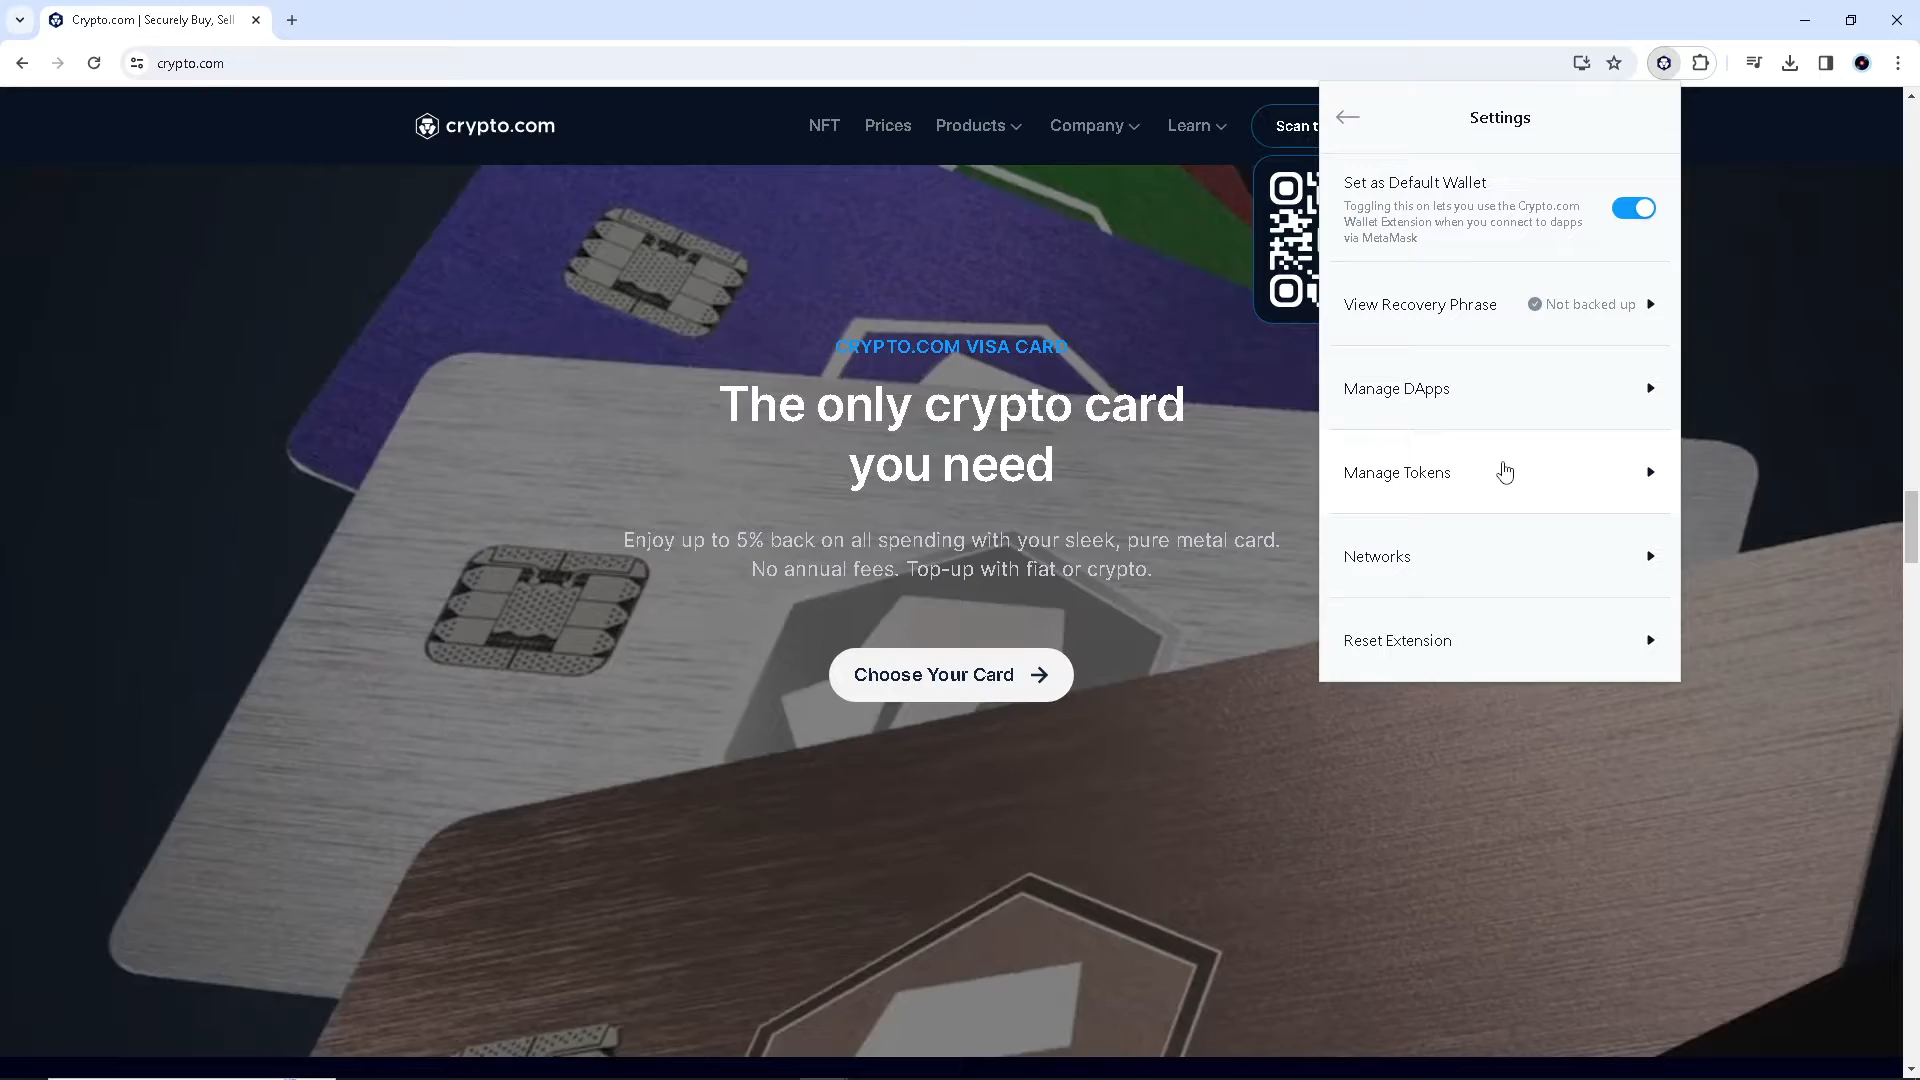 Crypto.com | Securely Buy, Sell
crypto.com
crypto.com
NFT
Prices
Products
Company
Learn
Scan t
CRYPTO.COM VISA CARD
The only crypto card
you need
Enjoy up to 5% back on all spending with your sleek, pure metal card.
No annual fees. Top-up with fiat or crypto.
Choose Your Card
Settings
Set as Default Wallet
Toggling this on lets you use the Crypto.com
Wallet Extension when you connect to dapps
via MetaMask
View Recovery Phrase
Not backed up
Manage DApps
Manage Tokens
Networks
Reset Extension